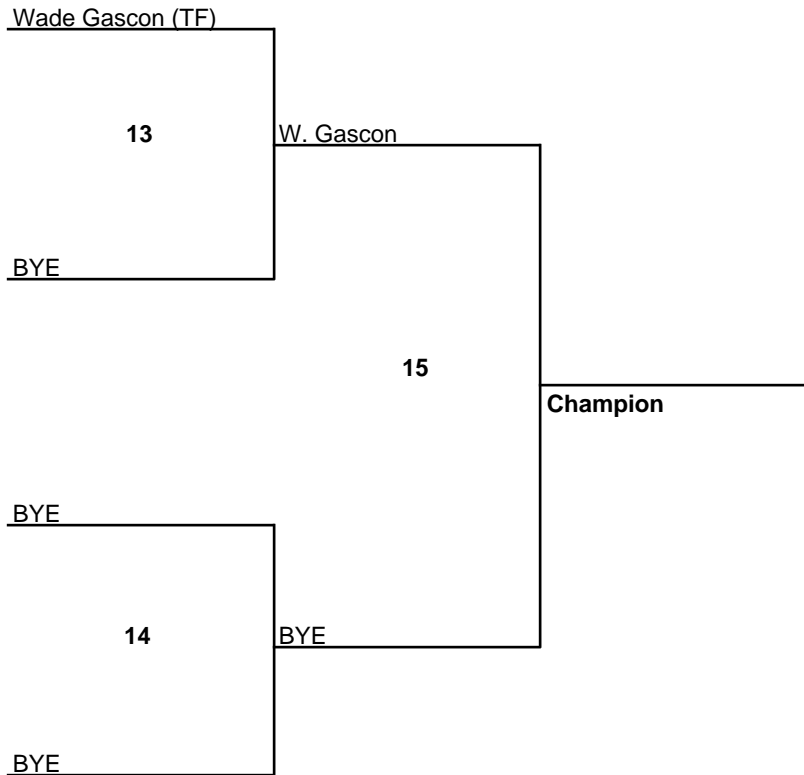 Wade Gascon (TF)
13
W. Gascon
BYE
15
Champion
BYE
14
BYE
BYE